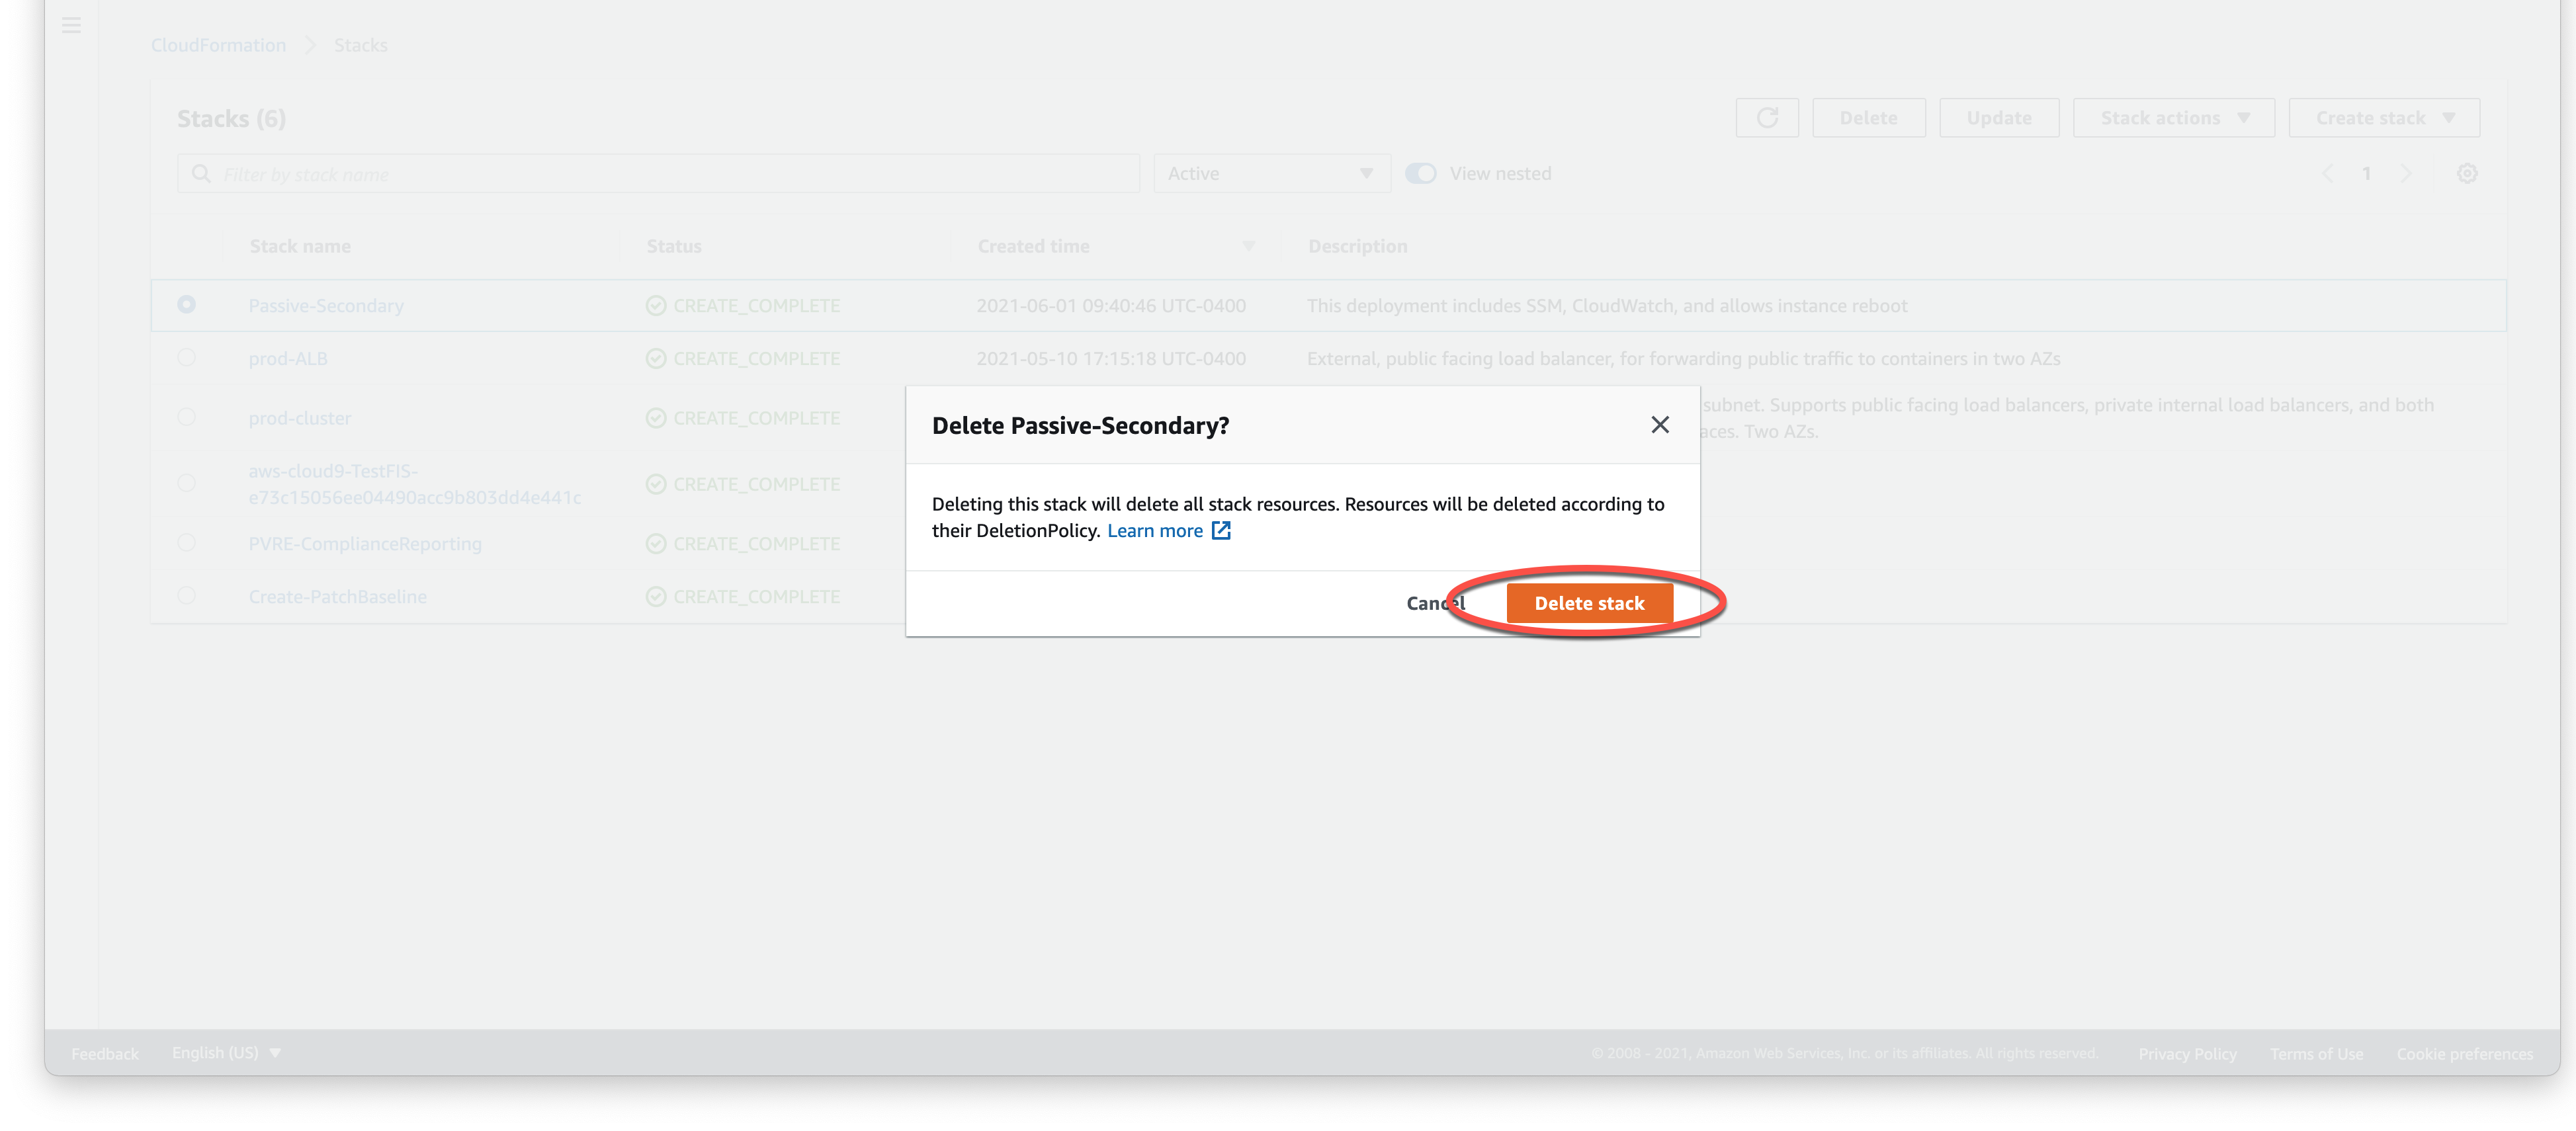 CloudFormation > Stacks
Stacks (6)
Delete Update Stack actions Create stack
Filter by stack name Active View nested 1
Stack name Status Created time Description
Passive-Secondary CREATE_COMPLETE 2021-06-01 09:40:46 UTC-0400 This deployment includes SSM, CloudWatch, and allows instance reboot
prod-ALB CREATE_COMPLETE 2021-05-10 17:15:18 UTC-0400 External, public facing load balancer, for forwarding public traffic to containers in two AZs
subnet. Supports public facing load balancers, private internal load balancers, and both
prod-cluster CREATE_COMPLETE
Two AZs.
aws-cloud9-TestFIS-
e73c15056ee04490acc9b803dd4e441c CREATE_COMPLETE
PVRE-ComplianceReporting CREATE_COMPLETE
Create-PatchBaseline CREATE_COMPLETE
Delete Passive-Secondary?
Deleting this stack will delete all stack resources. Resources will be deleted according to
their DeletionPolicy. Learn more
Cancel Delete stack
Feedback English (US) © 2008 - 2021, Amazon Web Services, Inc. or its affiliates. All rights reserved. Privacy Policy Terms of Use Cookie preferences